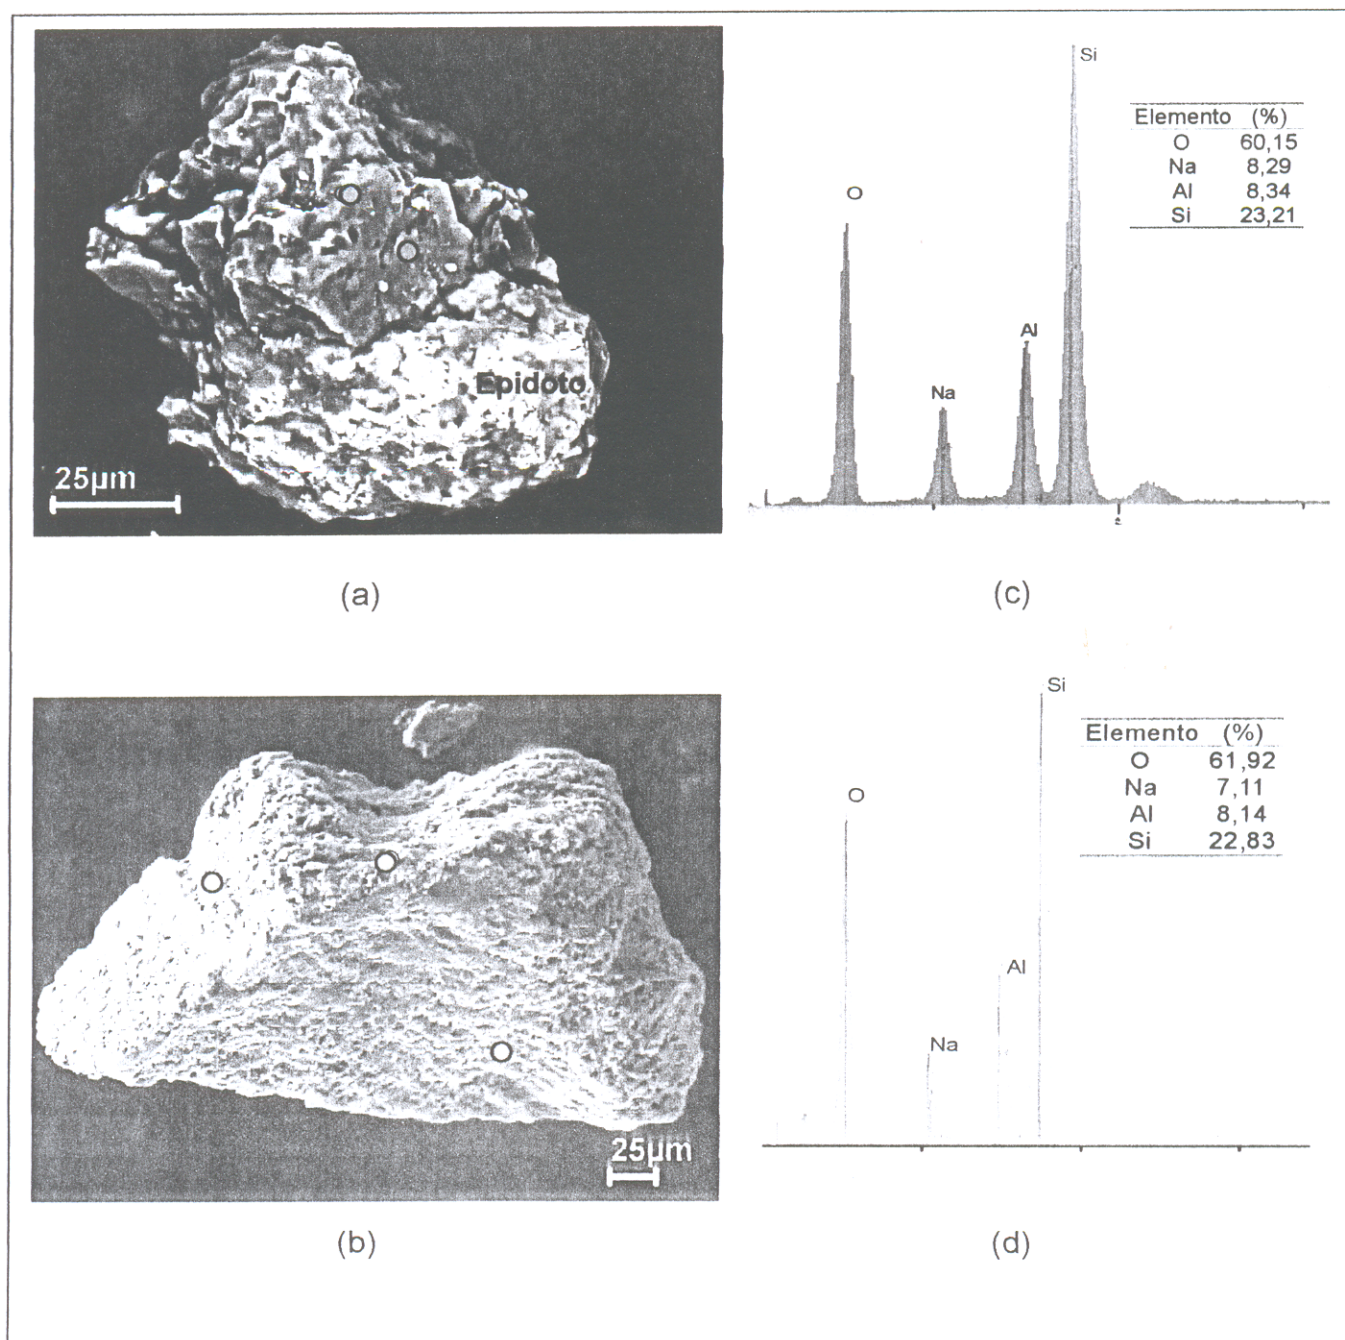 Si
Elemento (%)
O 60,15
Na 8,29
Al 8,34
Si 23,21
O
Al
Na
Epidoto
25µm
2
(a)
(c)
Si
Elemento (%)
O 61,92
Na 7,11
Al 8,14
Si 22,83
O
Al
Na
25µm
(b)
(d)